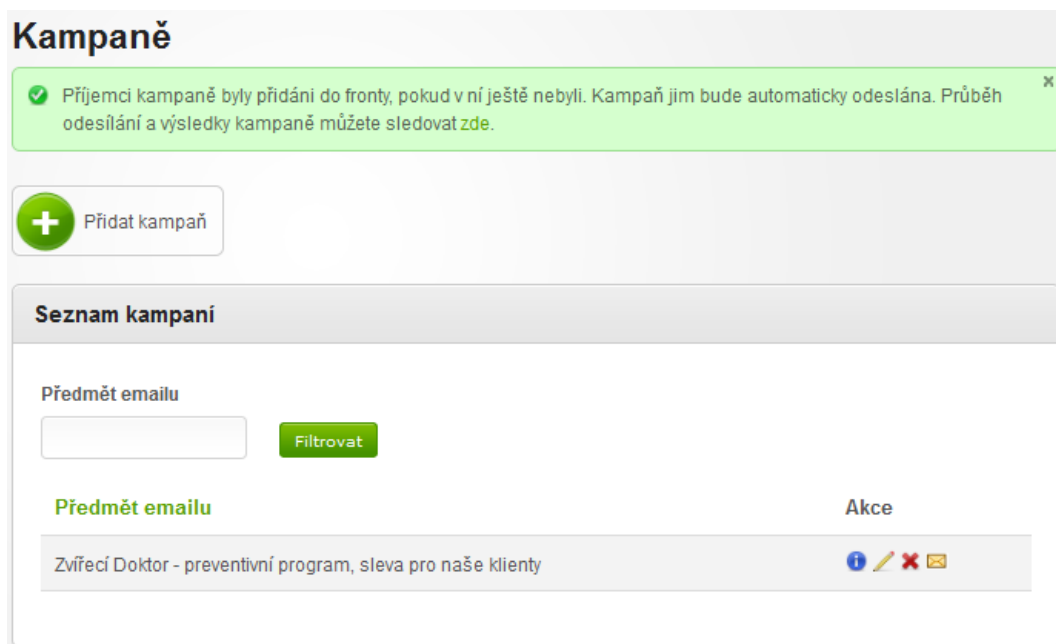 Kampaně
Příjemci kampaně byly přidáni do fronty, pokud v ní ještě nebyli. Kampaň jim bude automaticky odeslána. Průběh
odesílání a výsledky kampaně můžete sledovat zde.
Přidat kampaň
Seznam kampaní
Předmět emailu
Filtrovat
Předmět emailu Akce
Zvířecí Doktor - preventivní program, sleva pro naše klienty